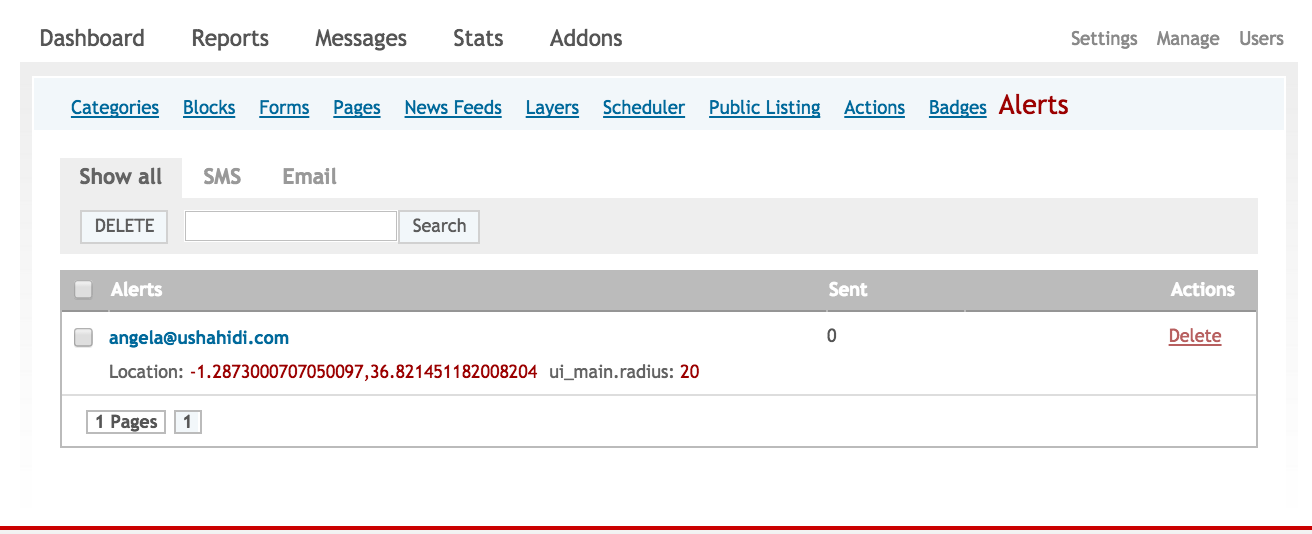 Dashboard Reports Messages Stats Addons Settings Manage Users
Categories Blocks Forms Pages News Feeds Layers Scheduler Public Listing Actions Badges Alerts
Show all SMS Email
DELETE Search
Alerts Sent Actions
angela@ushahidi.com 0 Delete
Location: -1.2873000707050097,36.821451182008204 ui_main.radius: 20
1 Pages 1